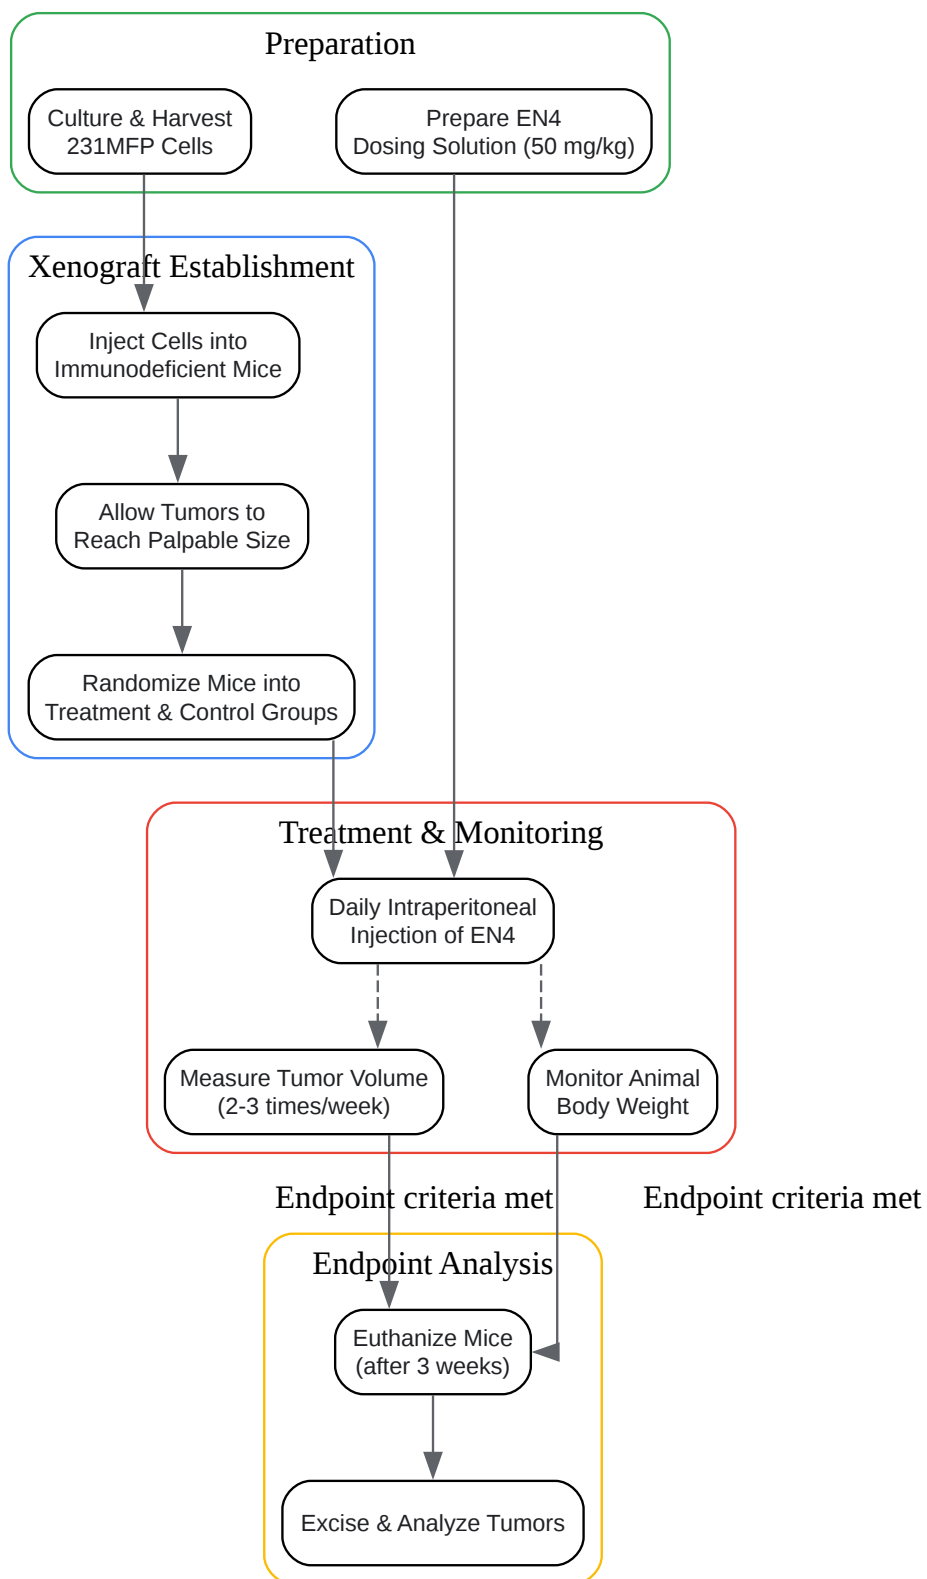 Preparation
Culture & Harvest
231MFP Cells
Prepare EN4
Dosing Solution (50 mg/kg)
Xenograft Establishment
Inject Cells into
Immunodeficient Mice
Allow Tumors to
Reach Palpable Size
Randomize Mice into
Treatment & Control Groups
Treatment & Monitoring
Daily Intraperitoneal
Injection of EN4
Measure Tumor Volume
(2-3 times/week)
Monitor Animal
Body Weight
Endpoint criteria met
Endpoint criteria met
Endpoint Analysis
Euthanize Mice
(after 3 weeks)
Excise & Analyze Tumors